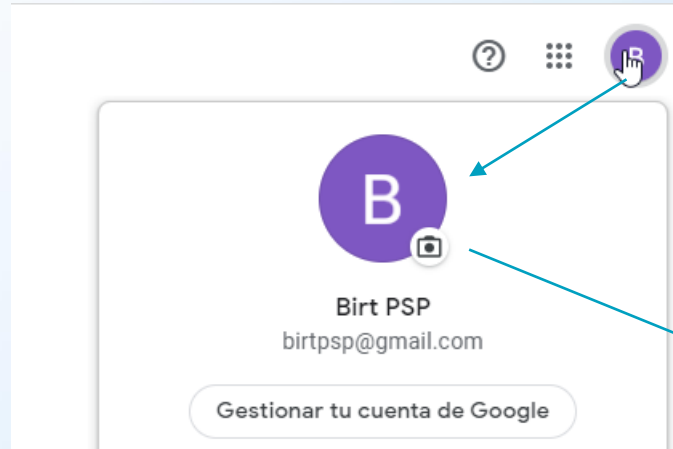 B
B
Birt PSP
birtpsp@gmail.com
Gestionar tu cuenta de Google